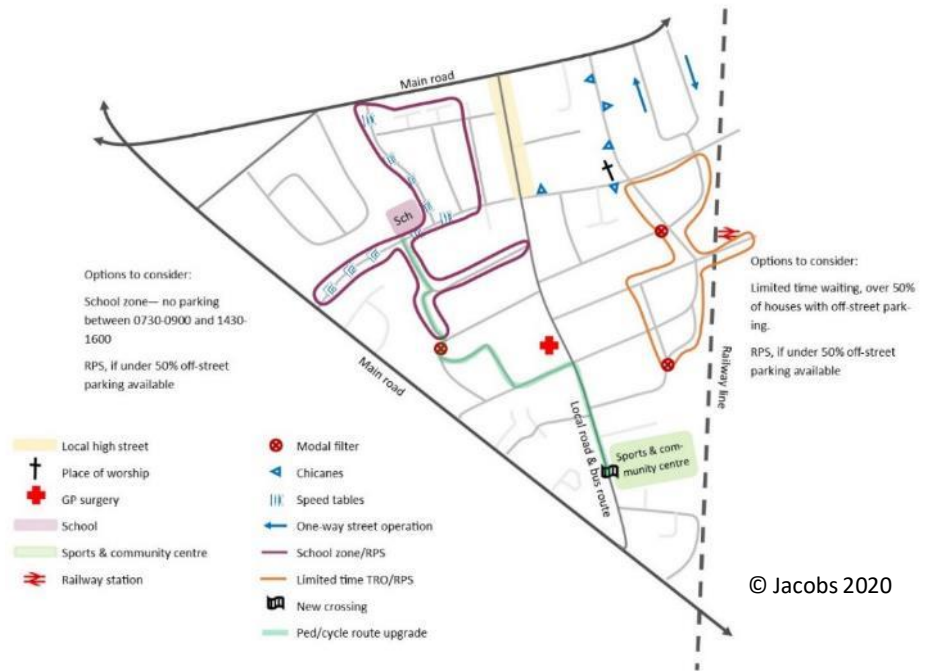 Main road
Sch
Options to consider:
School zone— no parking
between 0730-0900 and 1430-
1600
RPS, if under 50% off-street
parking available
Main road
Options to consider:
Limited time waiting, over 50%
of houses with off-street park-
ing.
RPS, if under 50% off-street
parking available
Railway line
Local road & bus route
Sports & com-
munity centre
Local high street
Place of worship
GP surgery
School
Sports & community centre
Railway station
Modal filter
Chicanes
Speed tables
One-way street operation
School zone/RPS
Limited time TRO/RPS
New crossing
Ped/cycle route upgrade
© Jacobs 2020